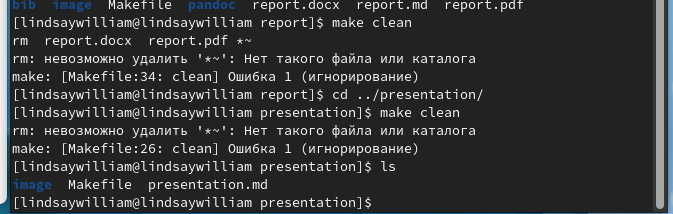 bib image Makefile pandoc report.docx report.md report.pdf
[lindsaywilliam@lindsaywilliam report]$ make clean
rm report.docx report.pdf *~
rm: невозможно удалить '*~': Нет такого файла или каталога
make: [Makefile:34: clean] Ошибка 1 (игнорирование)
[lindsaywilliam@lindsaywilliam report]$ cd ../presentation/
[lindsaywilliam@lindsaywilliam presentation]$ make clean
rm: невозможно удалить '*~': Нет такого файла или каталога
make: [Makefile:26: clean] Ошибка 1 (игнорирование)
[lindsaywilliam@lindsaywilliam presentation]$ ls
image Makefile presentation.md
[lindsaywilliam@lindsaywilliam presentation]$